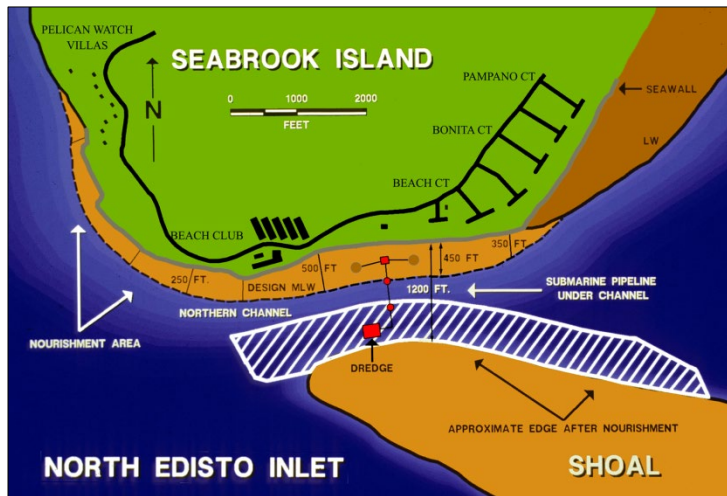 PELICAN WATCH
VILLAS
SEABROOK ISLAND
N
0 1000 2000
FEET
PAMPANO CT
SEAWALL
BONITA CT
LW
BEACH CT
BEACH CLUB
250 FT.
DESIGN MLW
500 FT
450 FT
350 FT
1200 FT.
NORTHERN CHANNEL
SUBMARINE PIPELINE
UNDER CHANNEL
NOURISHMENT AREA
DREDGE
APPROXIMATE EDGE AFTER NOURISHMENT
NORTH EDISTO INLET
SHOAL